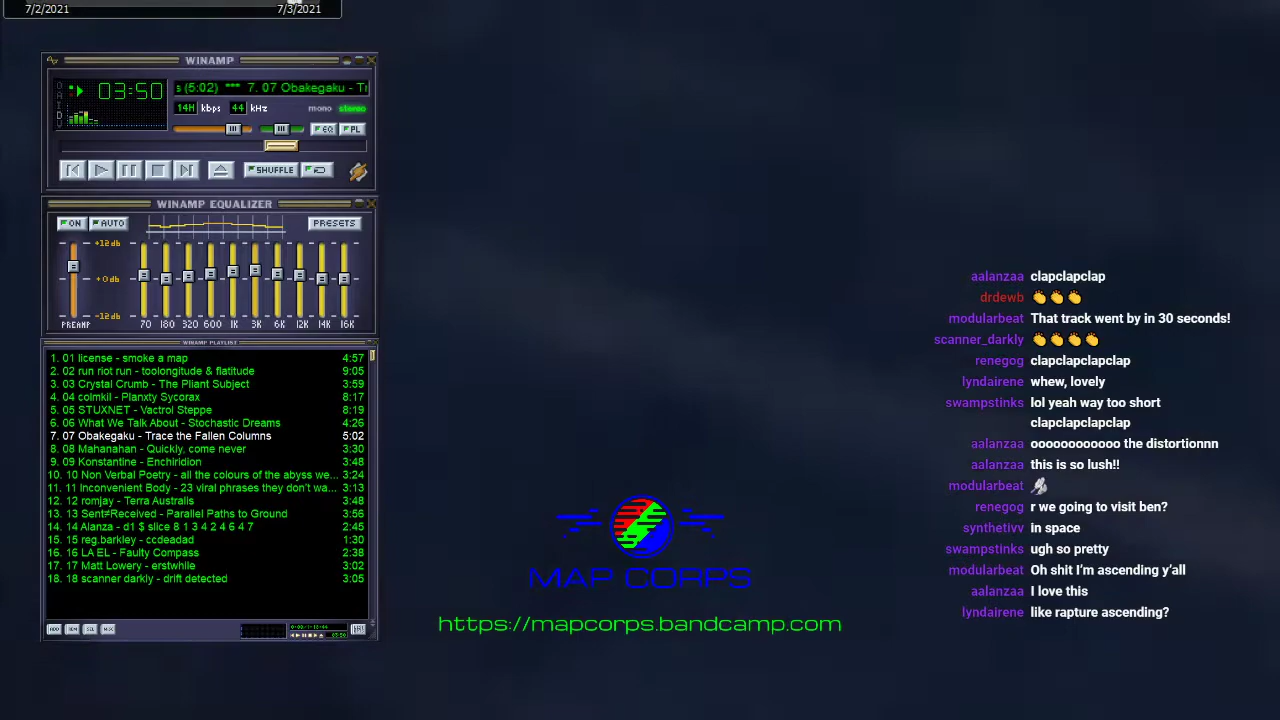 7/2/2021 7/3/2021
WINAMP
03:50
s (5:02) *** 7. 07 Obakegaku - Tr
14H kbps 44 kHz mono stereo
EQ PL
SHUFFLE
WINAMP EQUALIZER
ON AUTO PRESETS
+12 db
+0 db
-12 db
PREAMP 70 180 320 600 1K 3K 6K 12K 14K 16K
WINAMP PLAYLIST
1. 01 license - smoke a map 4:57
2. 02 run riot run - toolongitude & flatitude 9:05
3. 03 Crystal Crumb - The Pliant Subject 3:59
4. 04 colmkil - Planxty Sycorax 8:17
5. 05 STUXNET - Vactrol Steppe 8:19
6. 06 What We Talk About - Stochastic Dreams 4:26
7. 07 Obakegaku - Trace the Fallen Columns 5:02
8. 08 Mahanahan - Quickly, come never 3:30
9. 09 Konstantine - Enchiridion 3:48
10. 10 Non Verbal Poetry - all the colours of the abyss we... 3:24
11. 11 Inconvenient Body - 23 viral phrases they don't wa... 3:13
12. 12 romjay - Terra Australis 3:48
13. 13 Sent≠Received - Parallel Paths to Ground 3:56
14. 14 Alanza - d1 $ slice 8 1 3 4 2 4 6 4 7 2:45
15. 15 reg.barkley - ccdeadad 1:30
16. 16 LA EL - Faulty Compass 2:38
17. 17 Matt Lowery - erstwhile 3:02
18. 18 scanner darkly - drift detected 3:05
ADD REM SEL MISC
MAP CORPS
https://mapcorps.bandcamp.com
aalanzaa clapclapclap
drdewb 👏 👏 👏
modularbeat That track went by in 30 seconds!
scanner_darkly 👏 👏 👏 👏
renegog clapclapclapclap
lyndairene whew, lovely
swampstinks lol yeah way too short
clapclapclapclap
aalanzaa oooooooooooo the distortionnn
aalanzaa this is so lush!!
modularbeat
renegog r we going to visit ben?
synthetivv in space
swampstinks ugh so pretty
modularbeat Oh shit I'm ascending y'all
aalanzaa I love this
lyndairene like rapture ascending?